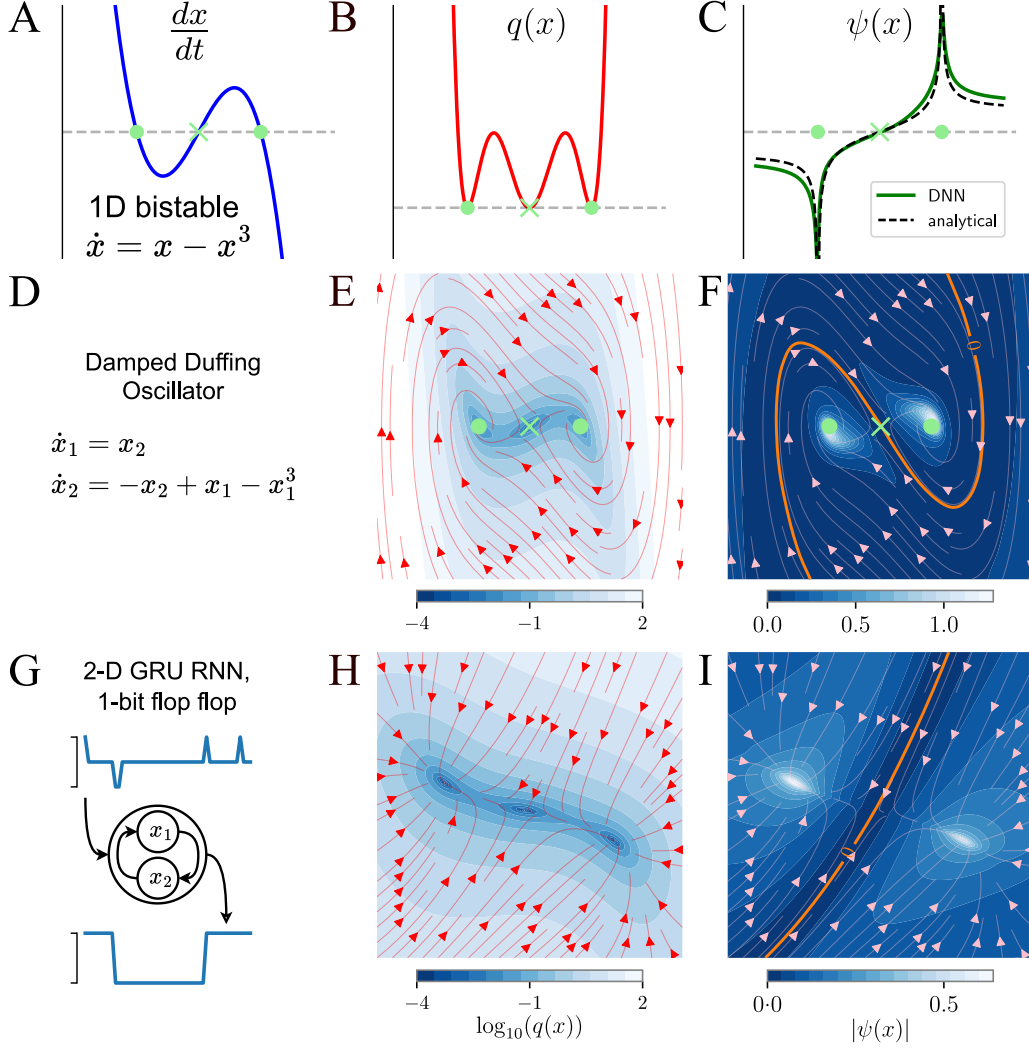 A
dx
dt
1D bistable
ẋ = x − x³
B
q(x)
C
ψ(x)
DNN
analytical
D
Damped Duffing
Oscillator
ẋ₁ = x₂
ẋ₂ = −x₂ + x₁ − x₁³
E
−4
−1
2
F
0
0.0
0.5
1.0
G
2-D GRU RNN,
1-bit flop flop
x₁
x₂
H
−4
−1
2
log₁₀(q(x))
I
0
0.0
0.5
|ψ(x)|